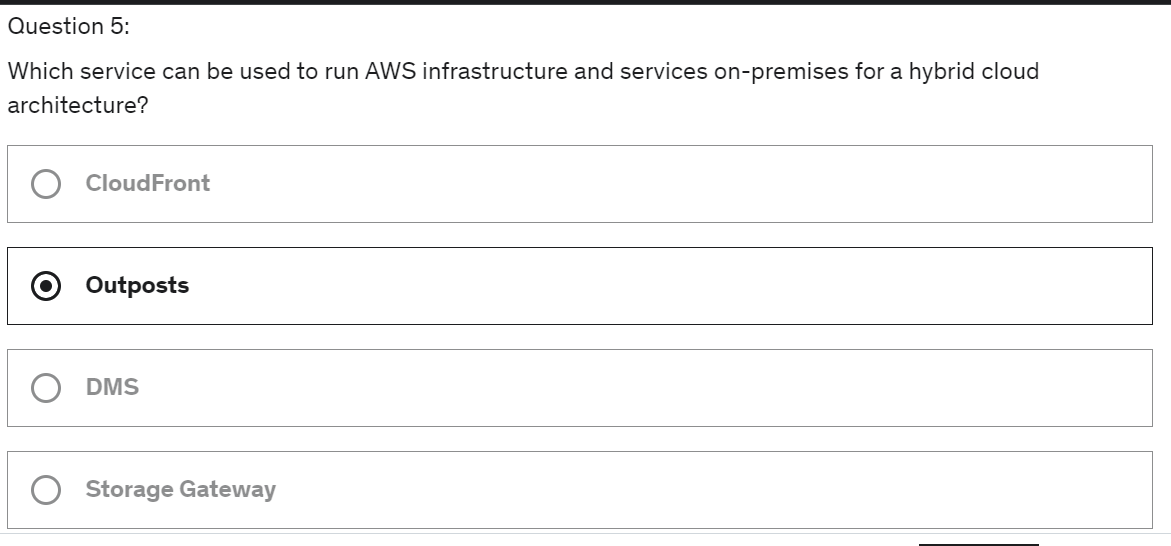 Question 5:
Which service can be used to run AWS infrastructure and services on-premises for a hybrid cloud
architecture?
CloudFront
Outposts
DMS
Storage Gateway